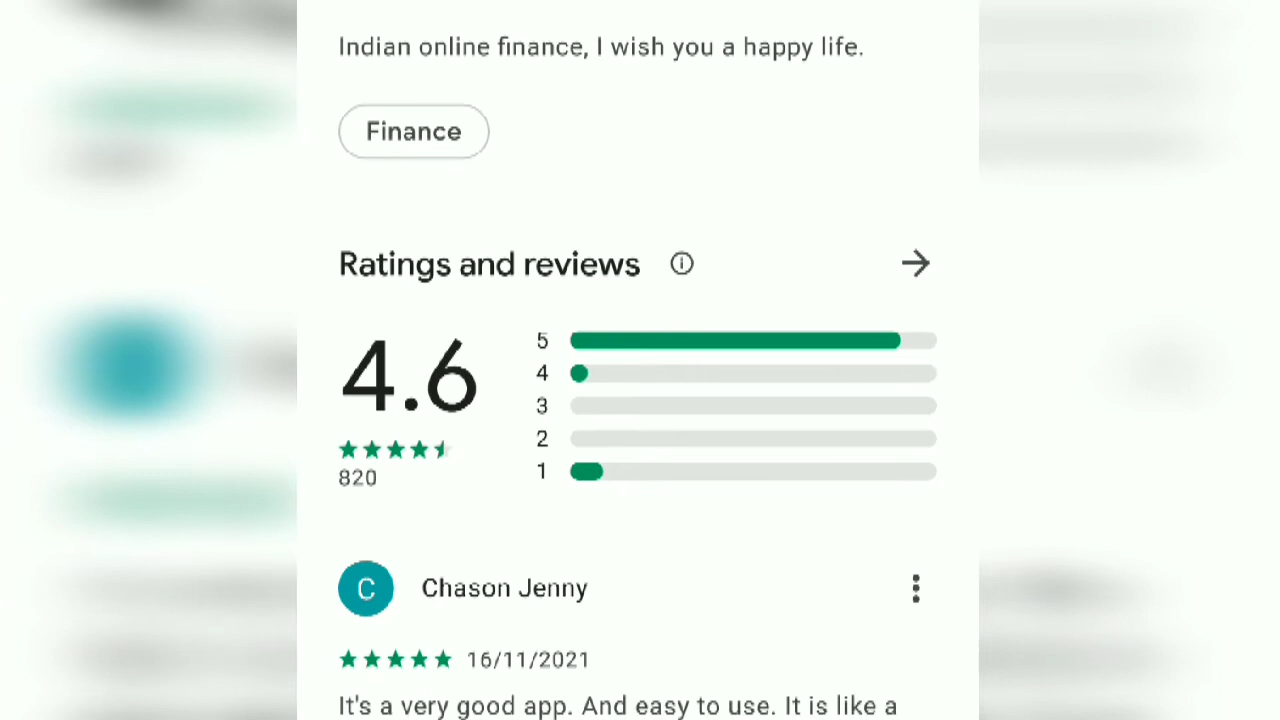 Indian online finance, I wish you a happy life.
Finance
Ratings and reviews
4.6
820
5
4
3
2
1
C
Chason Jenny
16/11/2021
It's a very good app. And easy to use. It is like a